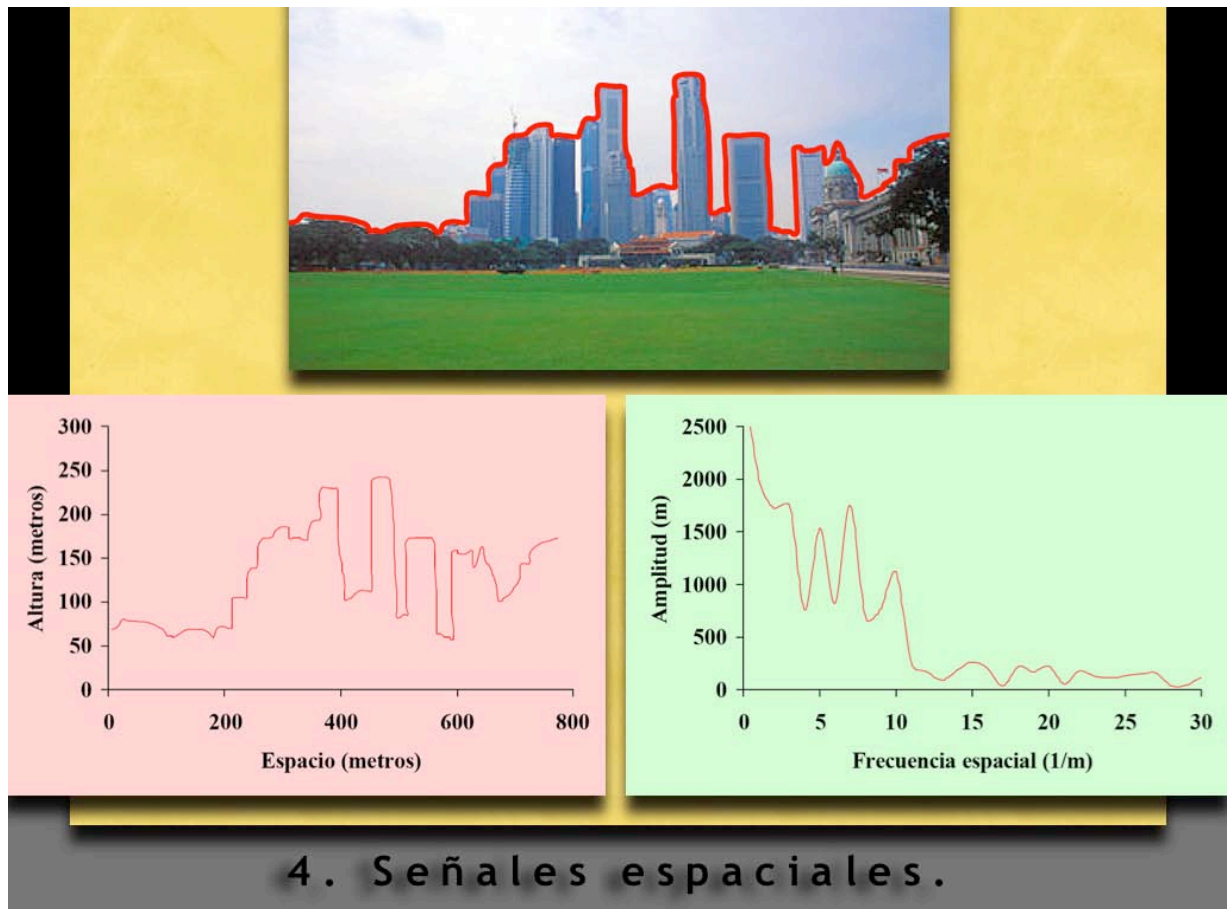 300
250
200
150
100
50
0
Altura (metros)
0 200 400 600 800
Espacio (metros)
2500
2000
1500
1000
500
0
Amplitud (m)
0 5 10 15 20 25 30
Frecuencia espacial (1/m)
4. Señales espaciales.